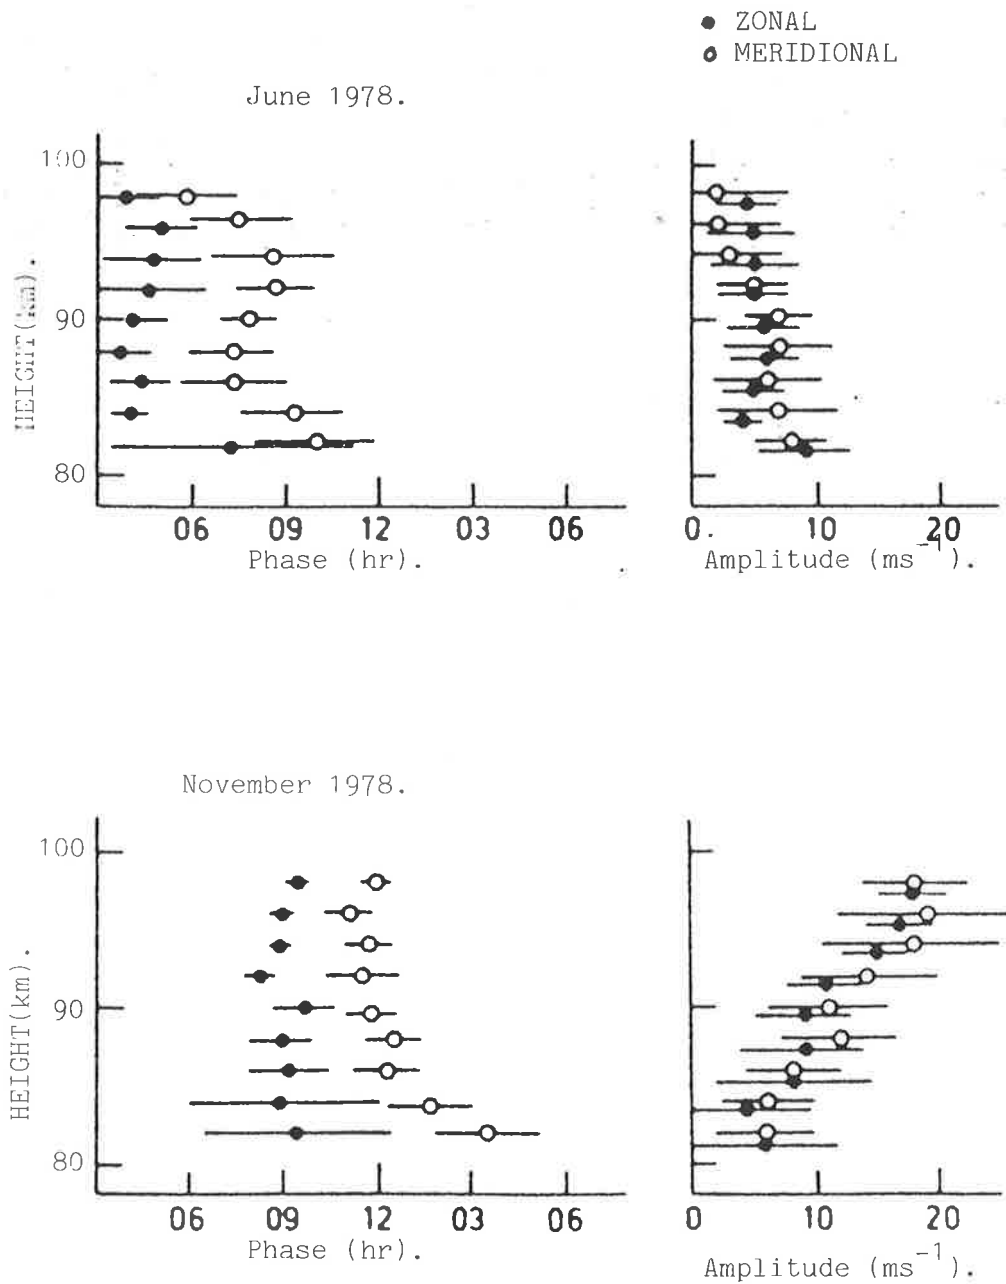 ● ZONAL
○ MERIDIONAL
June 1978.
100
90
80
HEIGHT(km).
06 09 12 03 06
Phase (hr).
0. 10 20
Amplitude (ms⁻¹).
November 1978.
100
90
80
HEIGHT(km).
06 09 12 03 06
Phase (hr).
0 10 20
Amplitude (ms⁻¹).